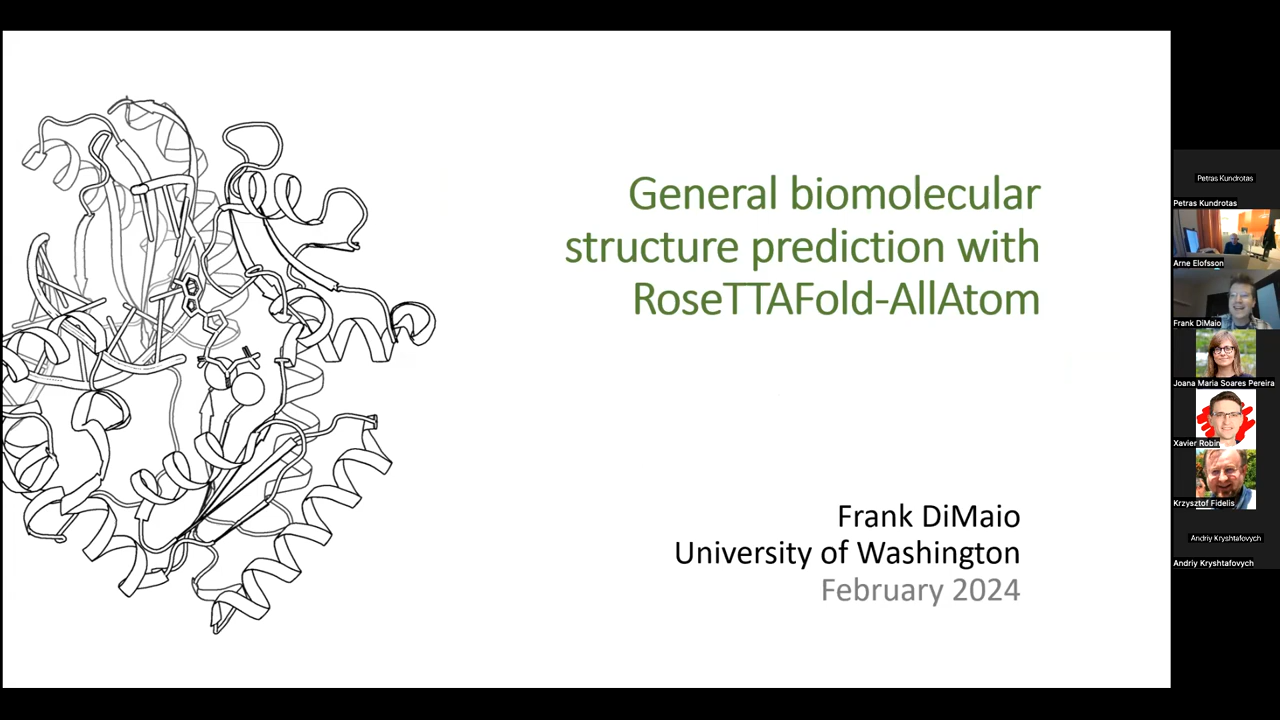 General biomolecular
structure prediction with
RoseTTAFold-AllAtom
Frank DiMaio
University of Washington
February 2024
Petras Kundrotas
Petras Kundrotas
Arne Elofsson
Frank DiMaio
Joana Maria Soares Pereira
Xavier Robin
Krzysztof Fidelis
Andriy Kryshtafovych
Andriy Kryshtafovych